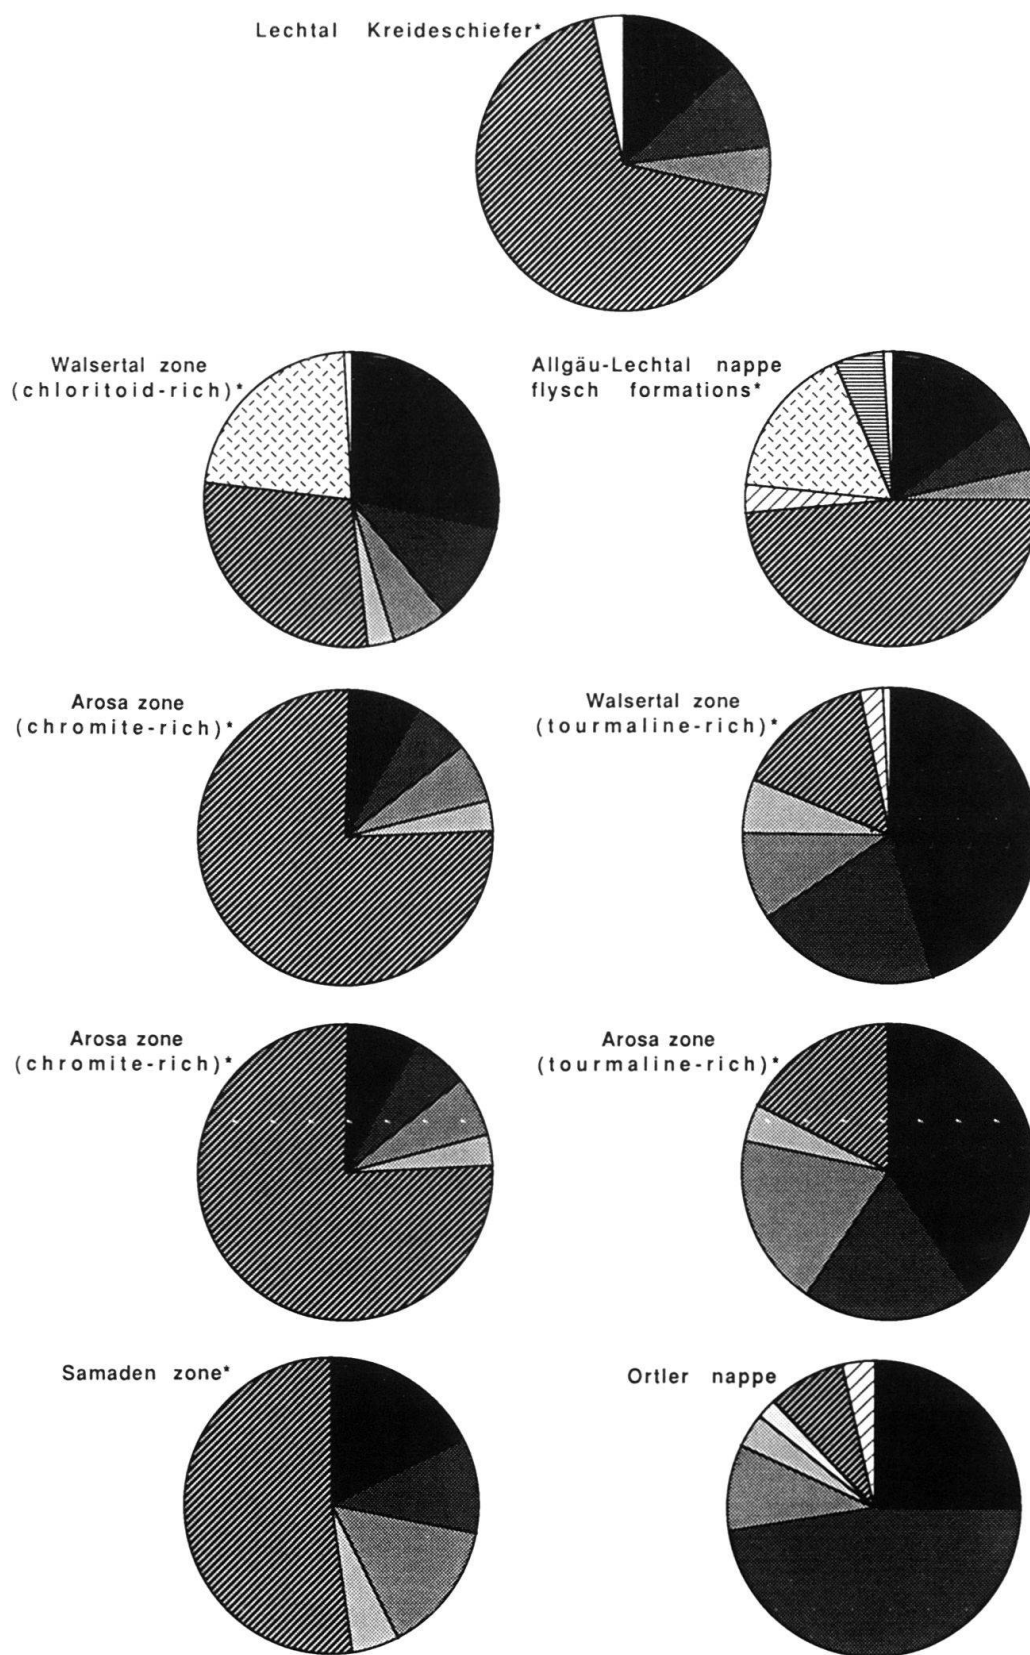 Lechtal Kreideschiefer*
Walsertal zone
(chloritoid-rich)*
Allgäu-Lechtal nappe
flysch formations*
Arosa zone
(chromite-rich)*
Walsertal zone
(tourmaline-rich)*
Arosa zone
(chromite-rich)*
Arosa zone
(tourmaline-rich)*
Samaden zone*
Ortler nappe